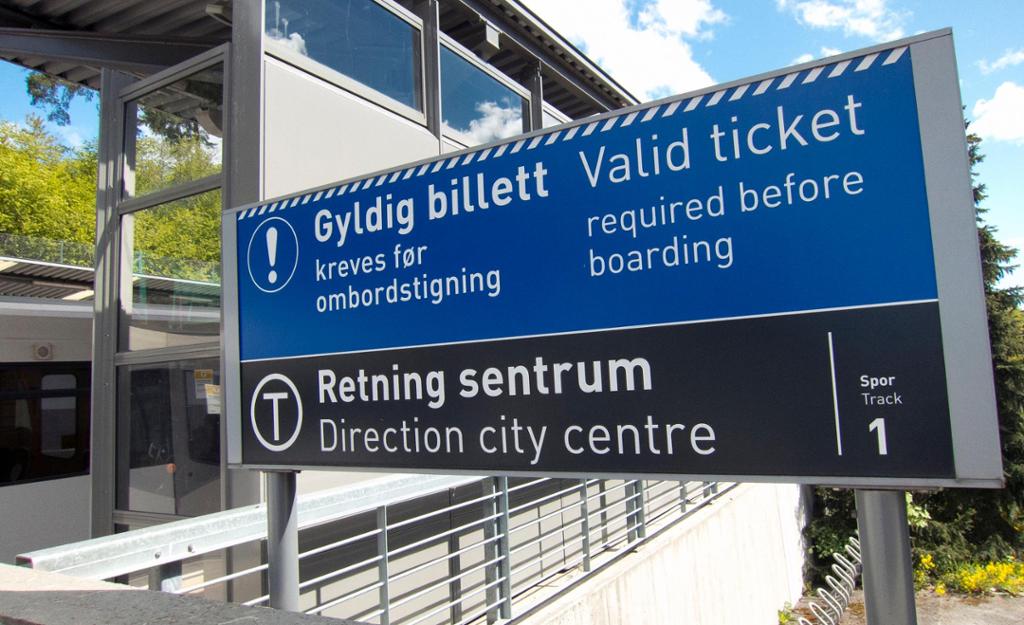 !
Gyldig billett
kreves før
ombordstigning
Valid ticket
required before
boarding
T
Retning sentrum
Direction city centre
Spor
Track
1